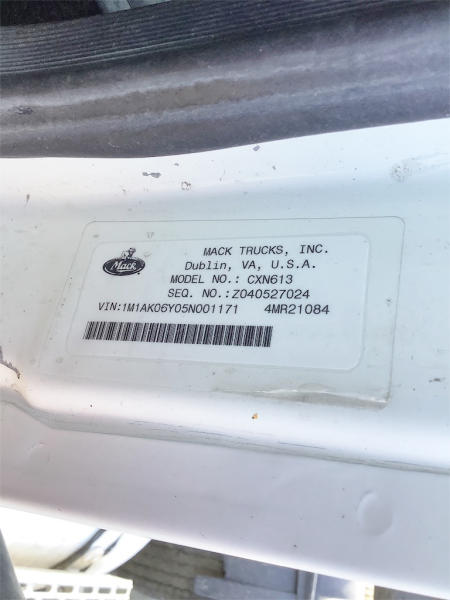 Mack
MACK TRUCKS, INC.
Dublin, VA, U.S.A.
MODEL NO.: CXN613
SEQ. NO.:Z040527024
VIN:1M1AK06Y05N001171 4MR21084